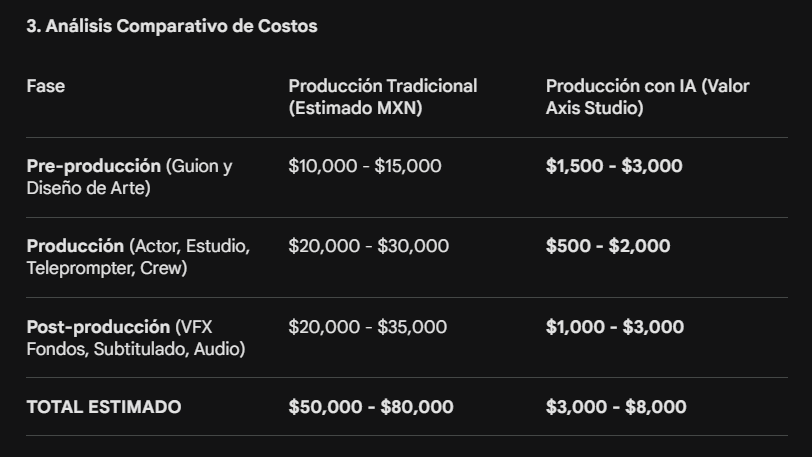 3. Análisis Comparativo de Costos
Fase
Producción Tradicional
(Estimado MXN)
Producción con IA (Valor
Axis Studio)
Pre-producción (Guion y
Diseño de Arte)
$10,000 - $15,000
$1,500 - $3,000
Producción (Actor, Estudio,
Teleprompter, Crew)
$20,000 - $30,000
$500 - $2,000
Post-producción (VFX
Fondos, Subtitulado, Audio)
$20,000 - $35,000
$1,000 - $3,000
TOTAL ESTIMADO
$50,000 - $80,000
$3,000 - $8,000